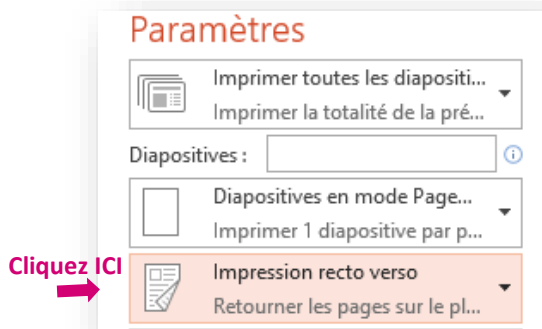 Paramètres
Imprimer toutes les diapositi...
Imprimer la totalité de la pré...
Diapositives :
Diapositives en mode Page...
Imprimer 1 diapositive par p...
Cliquez ICI
Impression recto verso
Retourner les pages sur le pl...